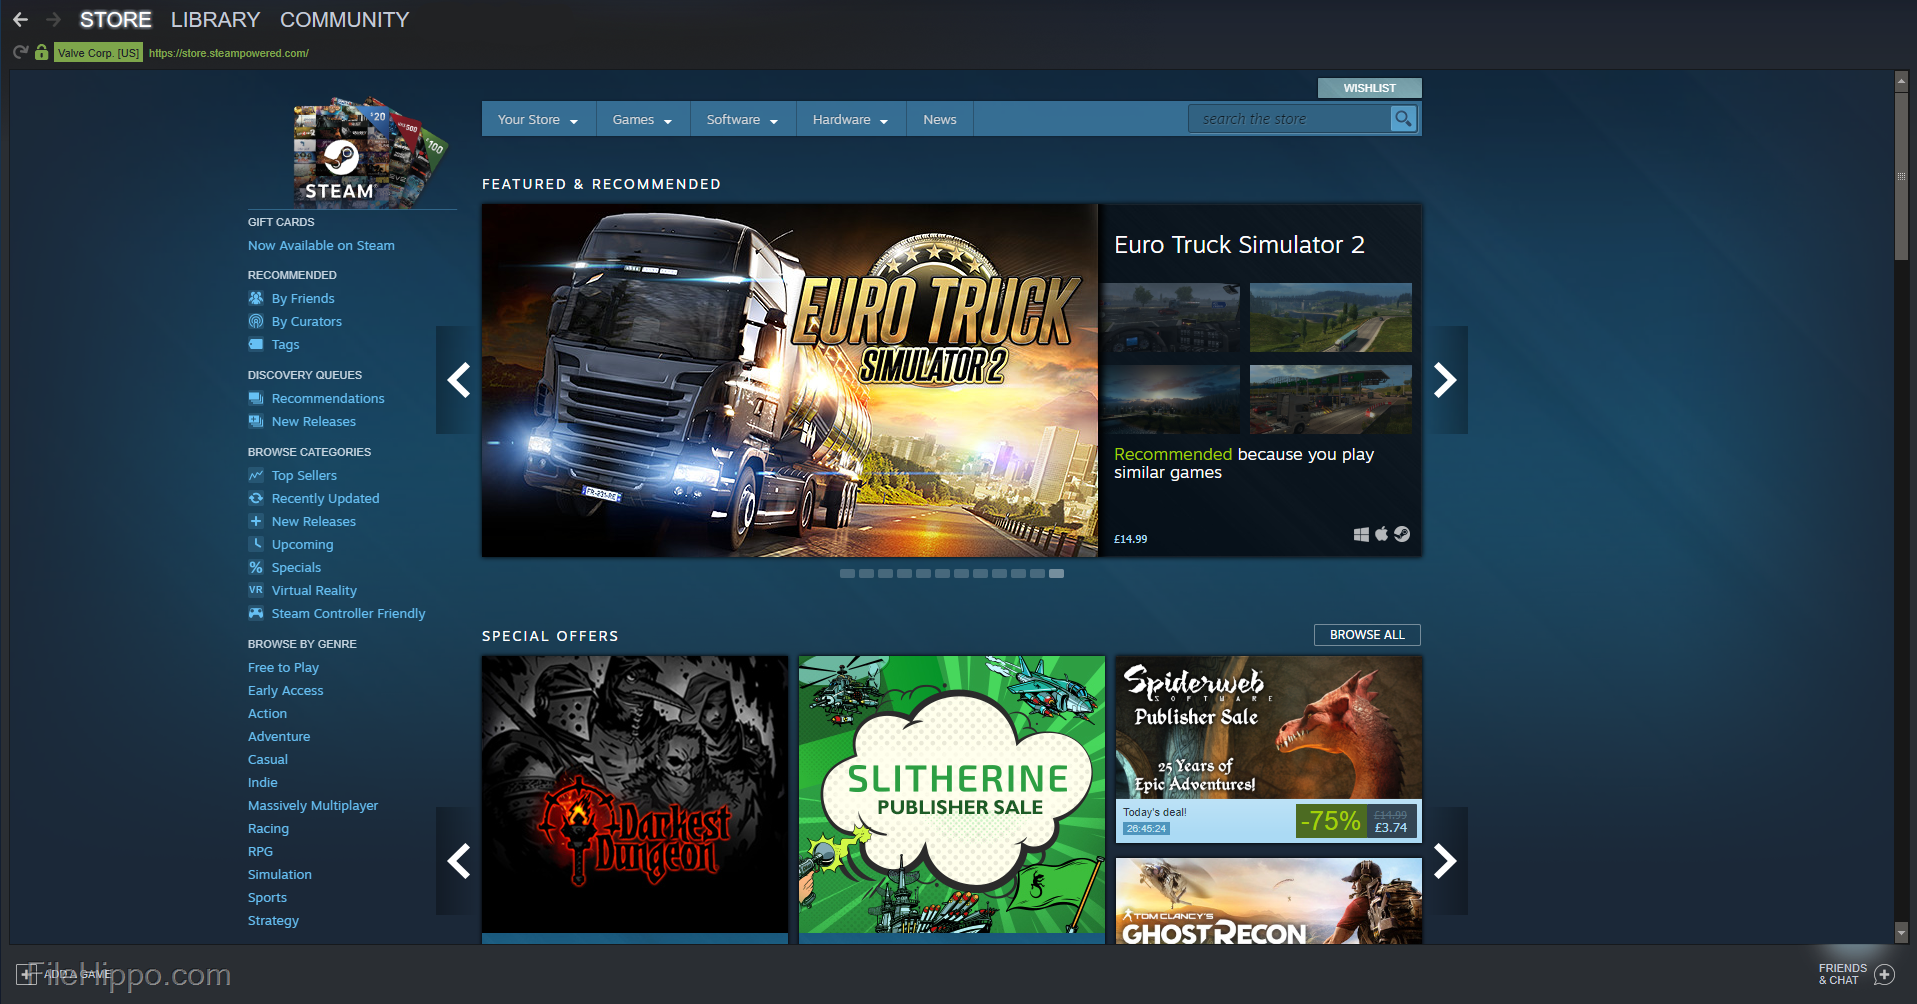 STORE LIBRARY COMMUNITY
Valve Corp. [US] https://store.steampowered.com/
WISHLIST
Your Store Games Software Hardware News search the store
$20
500
$100
STEAM
GIFT CARDS
Now Available on Steam
RECOMMENDED
By Friends
By Curators
Tags
DISCOVERY QUEUES
Recommendations
New Releases
BROWSE CATEGORIES
Top Sellers
Recently Updated
New Releases
Upcoming
Specials
VR Virtual Reality
Steam Controller Friendly
BROWSE BY GENRE
Free to Play
Early Access
Action
Adventure
Casual
Indie
Massively Multiplayer
Racing
RPG
Simulation
Sports
Strategy
FEATURED & RECOMMENDED
EURO TRUCK
SIMULATOR 2
Euro Truck Simulator 2
Recommended because you play
similar games
£14.99
SPECIAL OFFERS
BROWSE ALL
Darkest
Dungeon
SLITHERINE
PUBLISHER SALE
Spiderweb
SOFTWARE
Publisher Sale
25 Years of
Epic Adventures!
Today's deal!
26:45:24
-75%
£14.99
£3.74
TOM CLANCY'S
GHOST RECON
ADD A GAME
FileHippo.com
FRIENDS
& CHAT